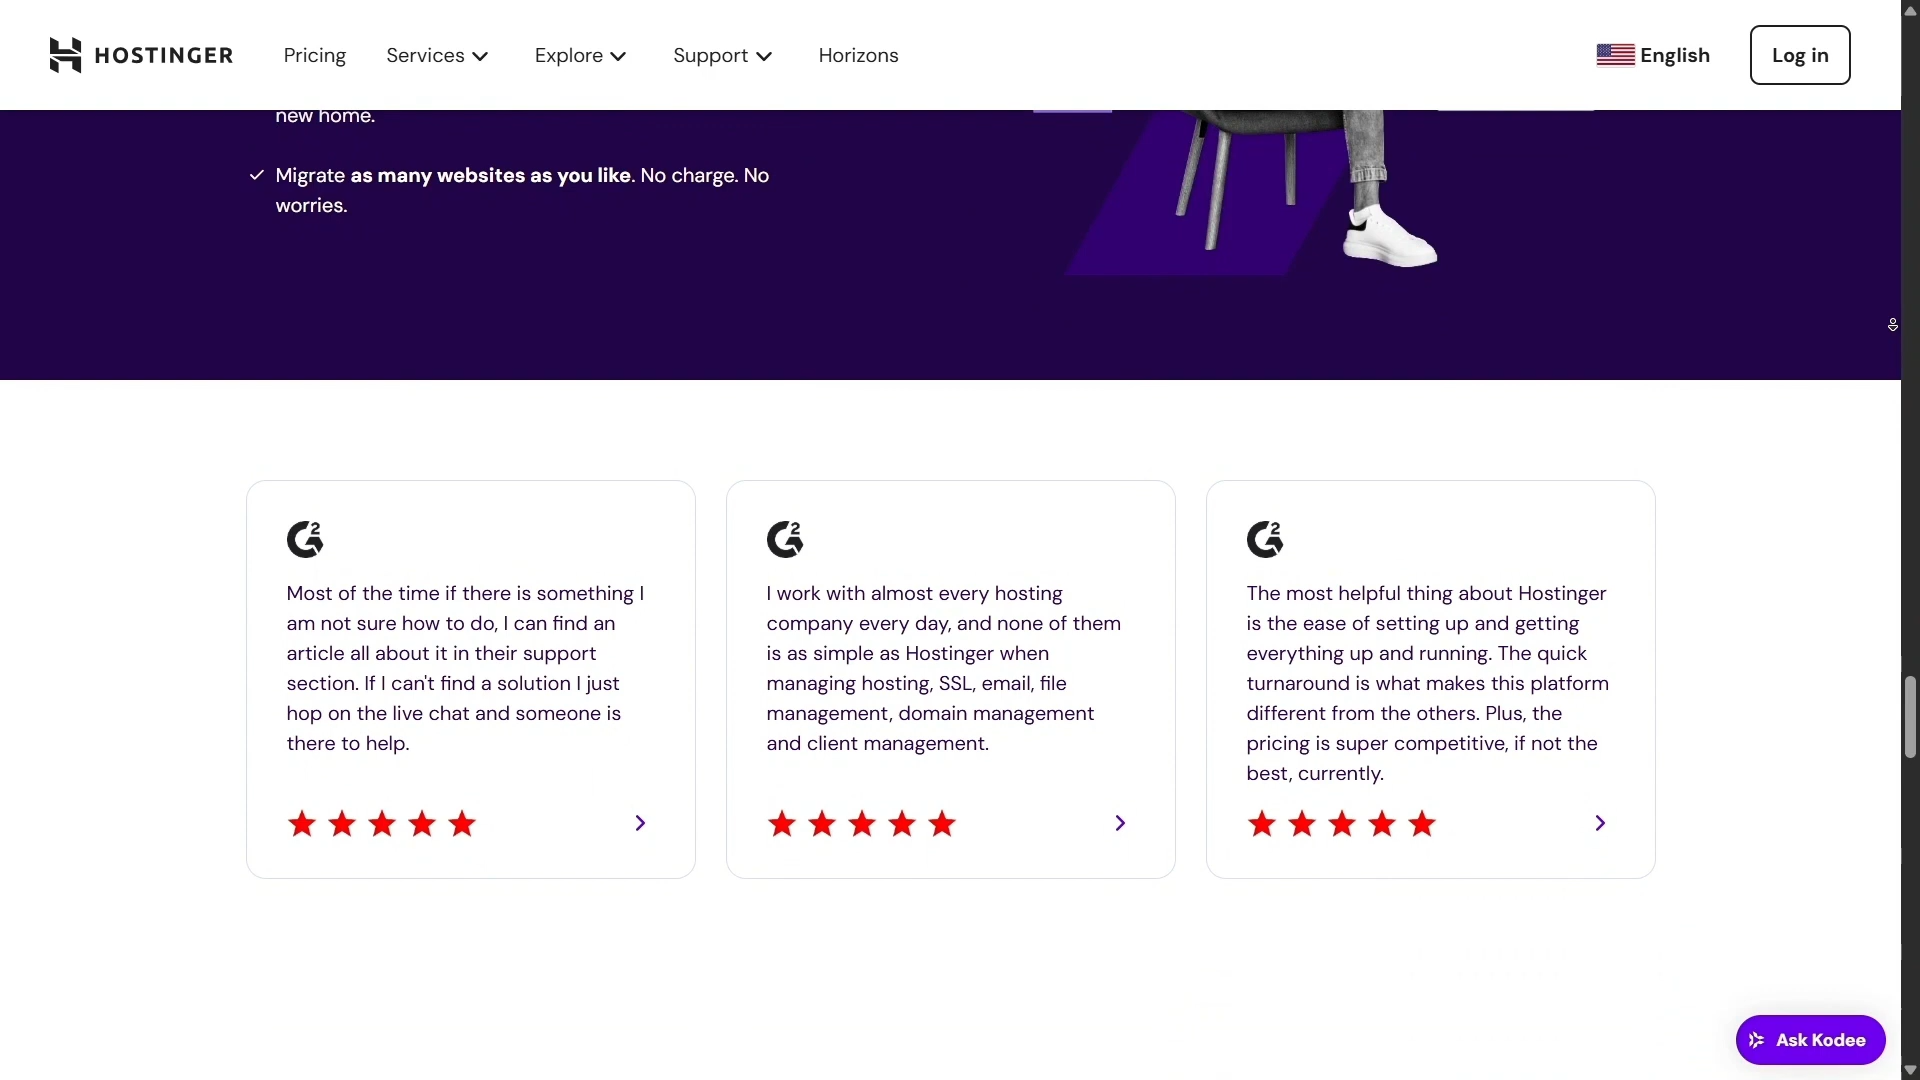 HOSTINGER
Pricing
Services
Explore
Support
Horizons
English
Log in
new home.
Migrate as many websites as you like. No charge. No
worries.
G2
Most of the time if there is something I
am not sure how to do, I can find an
article all about it in their support
section. If I can't find a solution I just
hop on the live chat and someone is
there to help.
G2
I work with almost every hosting
company every day, and none of them
is as simple as Hostinger when
managing hosting, SSL, email, file
management, domain management
and client management.
G2
The most helpful thing about Hostinger
is the ease of setting up and getting
everything up and running. The quick
turnaround is what makes this platform
different from the others. Plus, the
pricing is super competitive, if not the
best, currently.
Ask Kodee